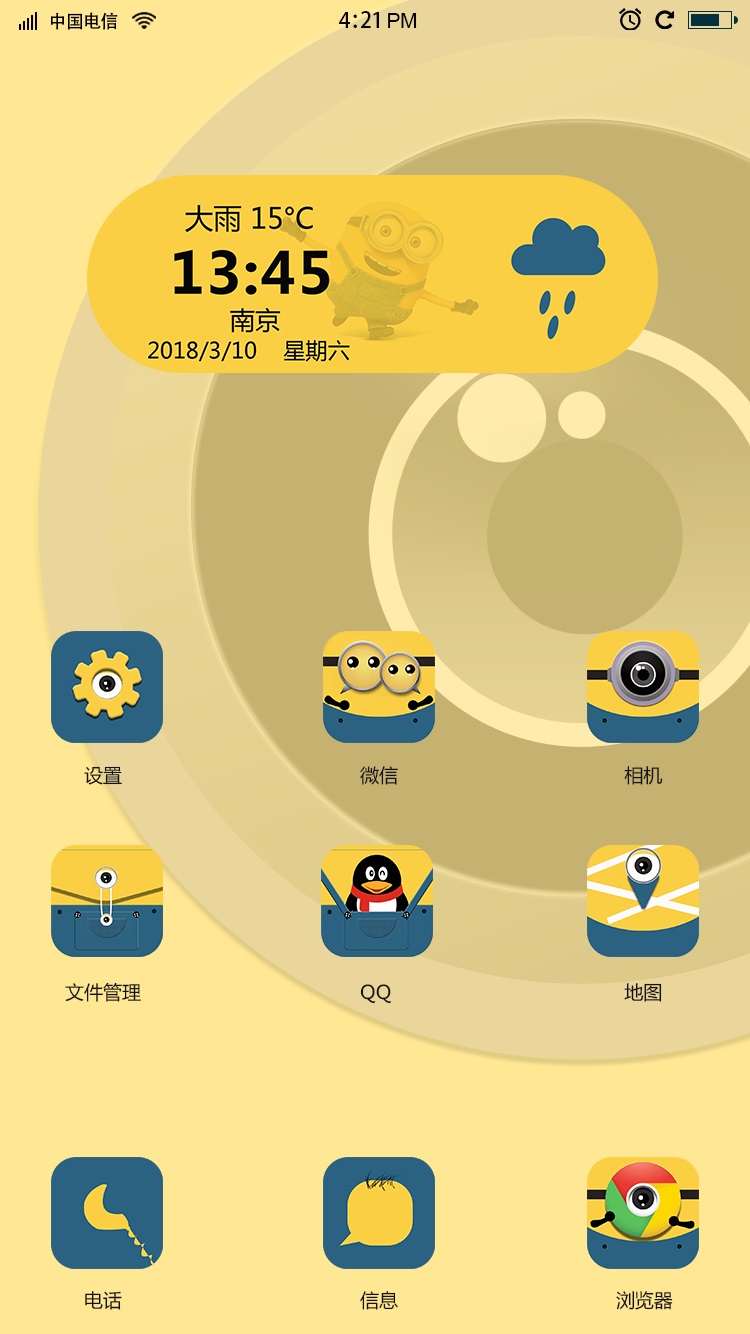 中国电信 4:21 PM
大雨 15°C
13:45
南京
2018/3/10 星期六
设置 微信 相机
文件管理 QQ 地图
电话 信息 浏览器